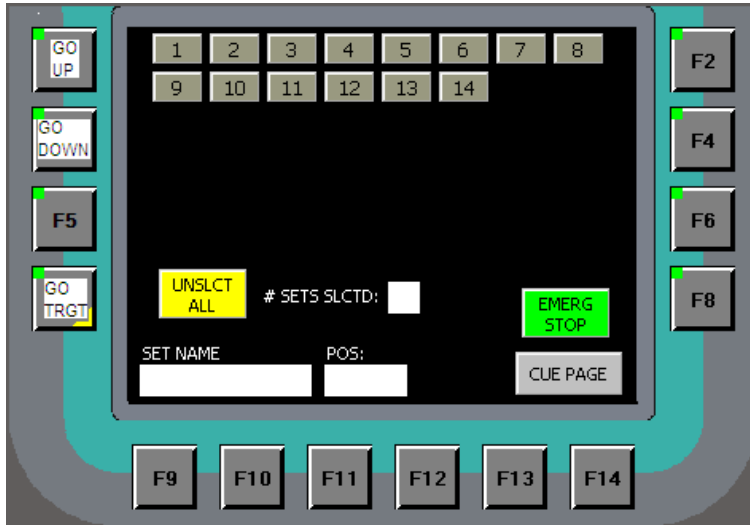 GO
UP
1 2 3 4 5 6 7 8
F2
9 10 11 12 13 14
GO
DOWN
F4
F5
F6
GO
TRGT
UNSLCT
ALL
# SETS SLCTD:
EMERG
STOP
F8
SET NAME
POS:
CUE PAGE
F9 F10 F11 F12 F13 F14